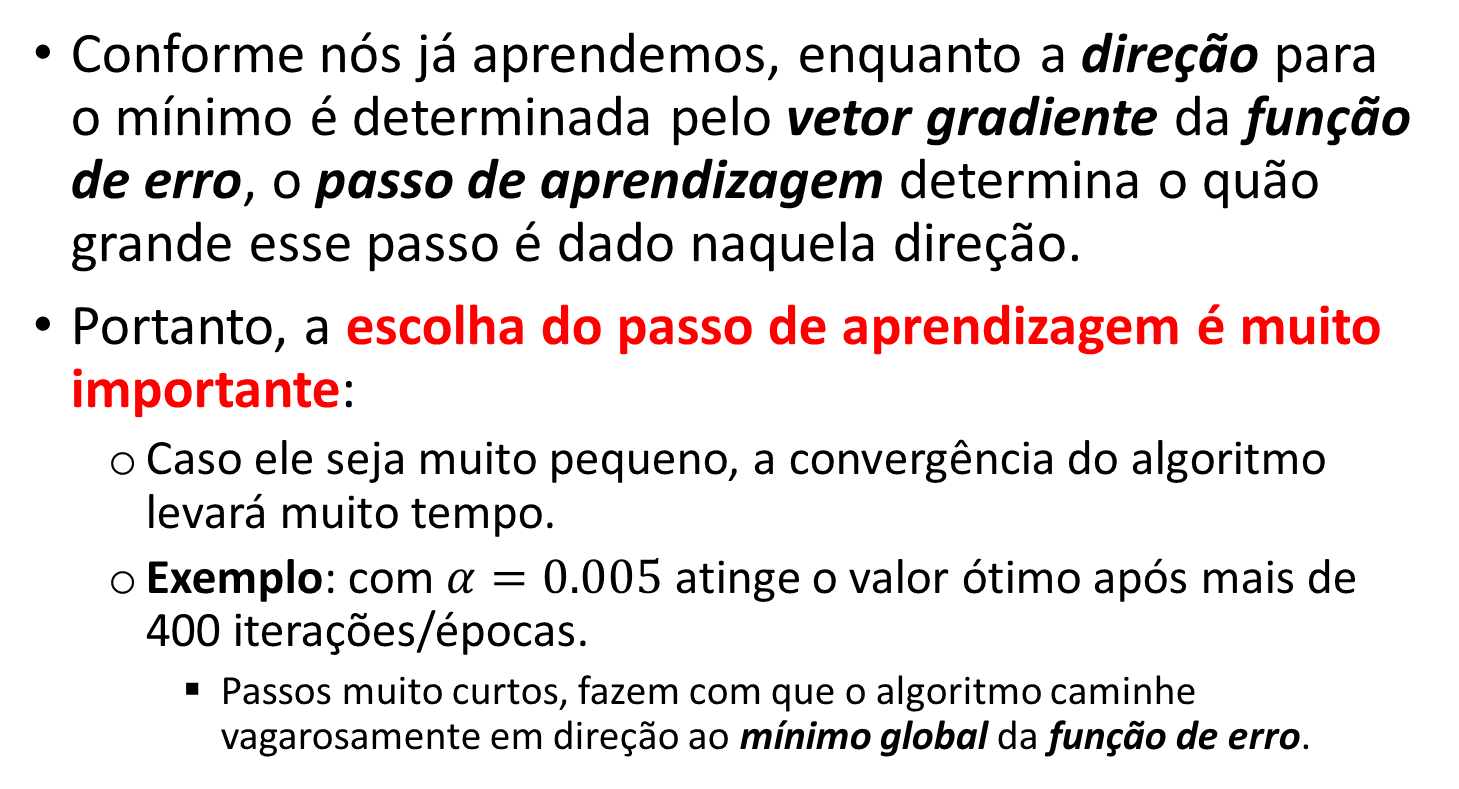 • Conforme nós já aprendemos, enquanto a direção para
o mínimo é determinada pelo vetor gradiente da função
de erro, o passo de aprendizagem determina o quão
grande esse passo é dado naquela direção.
• Portanto, a escolha do passo de aprendizagem é muito
importante:
o Caso ele seja muito pequeno, a convergência do algoritmo
levará muito tempo.
o Exemplo: com α = 0.005 atinge o valor ótimo após mais de
400 iterações/épocas.
▪ Passos muito curtos, fazem com que o algoritmo caminhe
vagarosamente em direção ao mínimo global da função de erro.